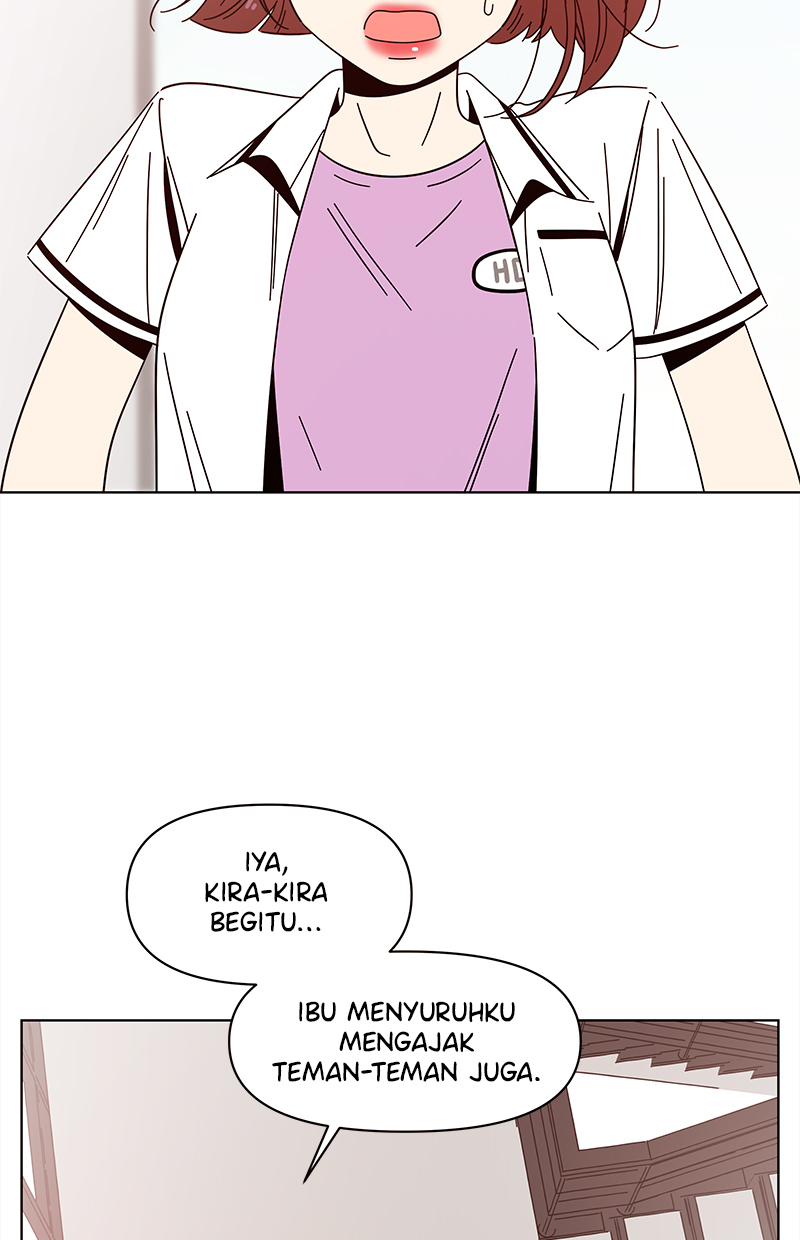 HD
IYA,
KIRA-KIRA
BEGITU...
IBU MENYURUHKU
MENGAJAK
TEMAN-TEMAN JUGA.